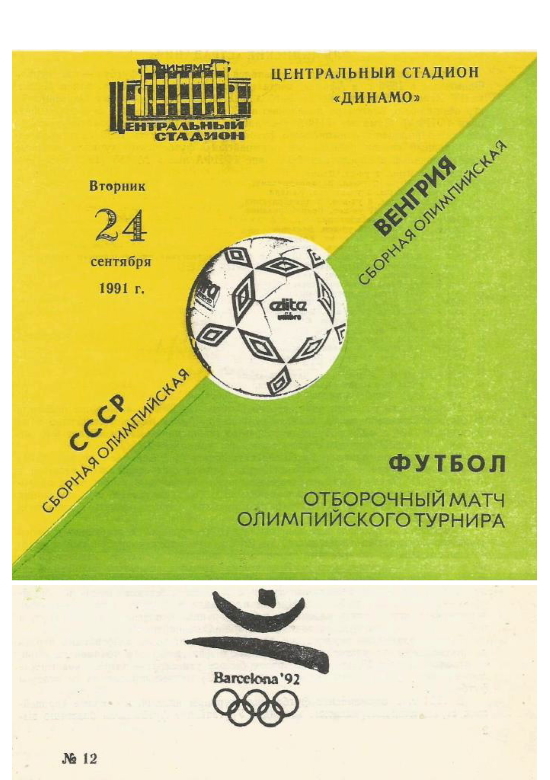 ДИНАМО
ЦЕНТРАЛЬНЫЙ
СТАДИОН
ЦЕНТРАЛЬНЫЙ СТАДИОН
«ДИНАМО»
Вторник
24
сентября
1991 г.
ВЕНГРИЯ
СБОРНАЯ ОЛИМПИЙСКАЯ
elite
СССР
СБОРНАЯ ОЛИМПИЙСКАЯ
ФУТБОЛ
ОТБОРОЧНЫЙ МАТЧ
ОЛИМПИЙСКОГО ТУРНИРА
Barcelona '92
№ 12